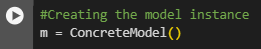 #Creating the model instance
m = ConcreteModel()